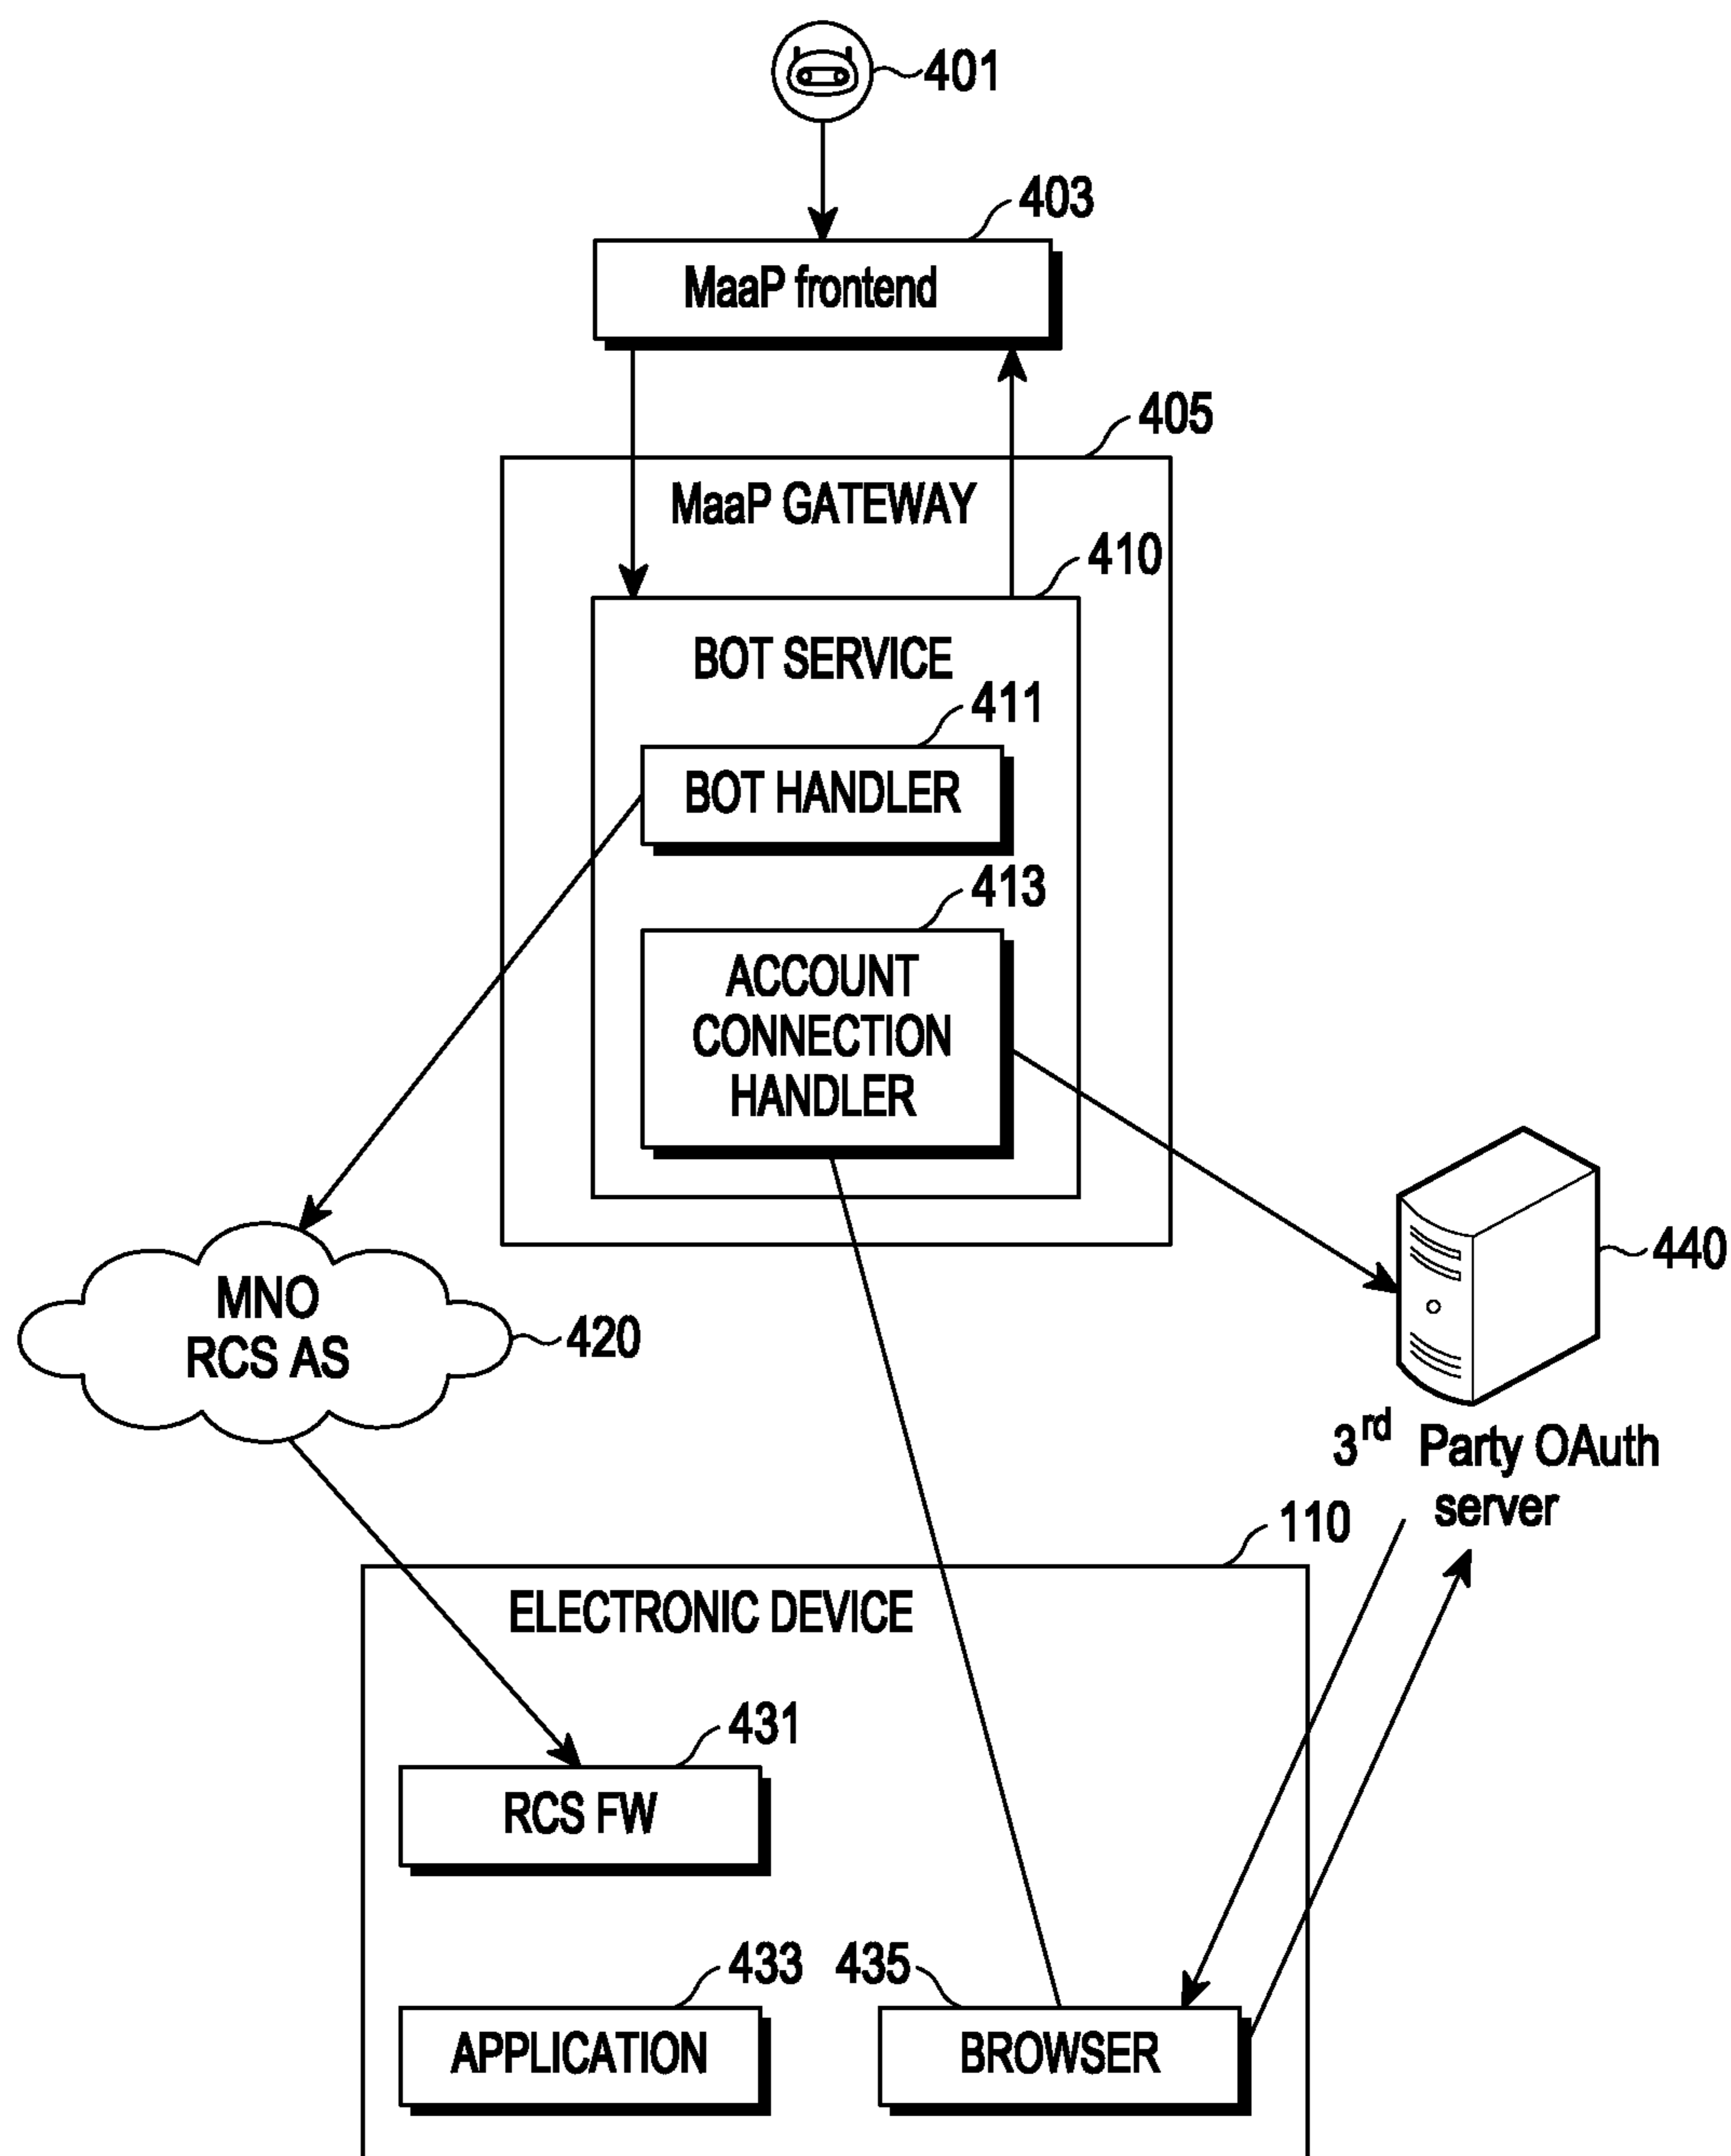 401
403
MaaP frontend
405
MaaP GATEWAY
410
BOT SERVICE
411
BOT HANDLER
413
ACCOUNT
CONNECTION
HANDLER
440
MNO
RCS AS
420
3rd Party OAuth
server
110
ELECTRONIC DEVICE
431
RCS FW
433
435
APPLICATION
BROWSER